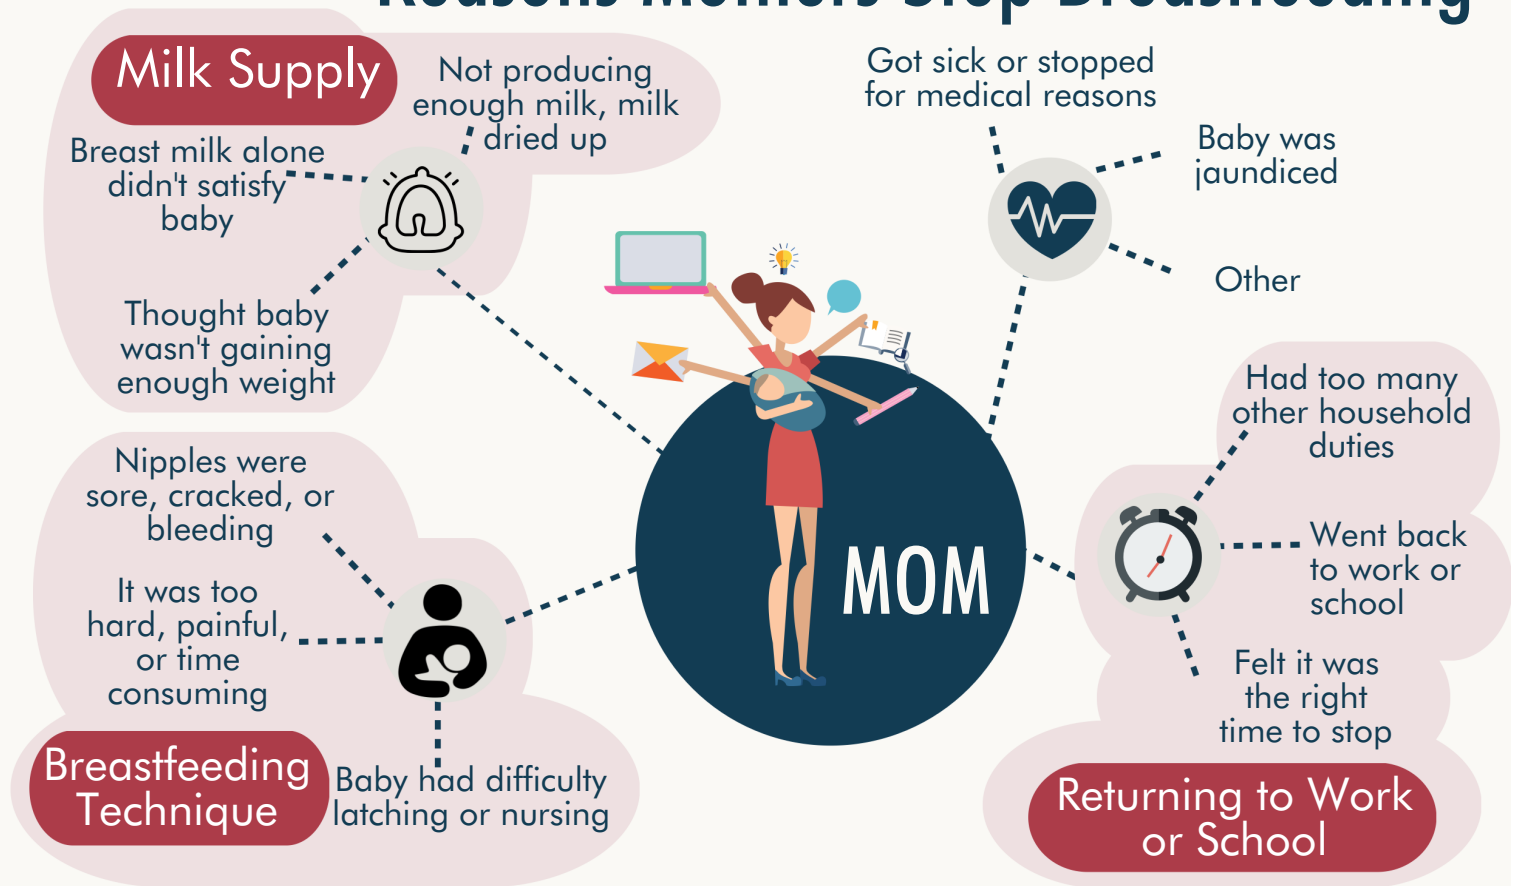 Reasons Mothers Stop Breastfeeding
Milk Supply
Not producing
enough milk, milk
dried up
Breast milk alone
didn't satisfy
baby
Thought baby
wasn't gaining
enough weight
Got sick or stopped
for medical reasons
Baby was
jaundiced
Other
Had too many
other household
duties
Went back
to work or
school
Felt it was
the right
time to stop
Returning to Work
or School
MOM
Nipples were
sore, cracked, or
bleeding
It was too
hard, painful,
or time
consuming
Baby had difficulty
latching or nursing
Breastfeeding
Technique